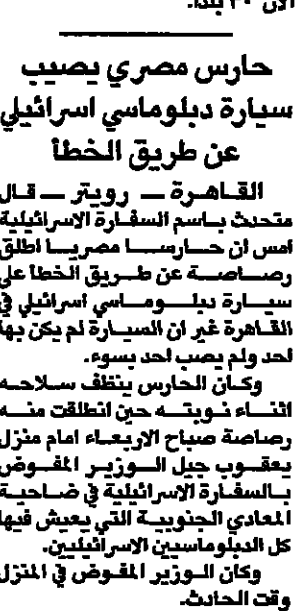 الآن ٣٠ بلدا.
حارس مصري يصيب
سيارة دبلوماسي اسرائيلي
عن طريق الخطأ
القاهرة — رويتر — قال
متحدث باسم السفارة الاسرائيلية
امس ان حارسا مصريا اطلق
رصاصة عن طريق الخطأ على
سيارة دبلوماسي اسرائيلي في
القاهرة غير ان السيارة لم يكن بها
احد ولم يصب احد بسوء.
وكان الحارس ينظف سلاحه
اثناء نوبته حين انطلقت منه
رصاصة صباح الاربعاء امام منزل
يعقوب جيل الوزير المفوض
بالسفارة الاسرائيلية في ضاحية
المعادي الجنوبية التي يعيش فيها
كل الدبلوماسيين الاسرائيليين.
وكان الوزير المفوض في المنزل
وقت الحادث.